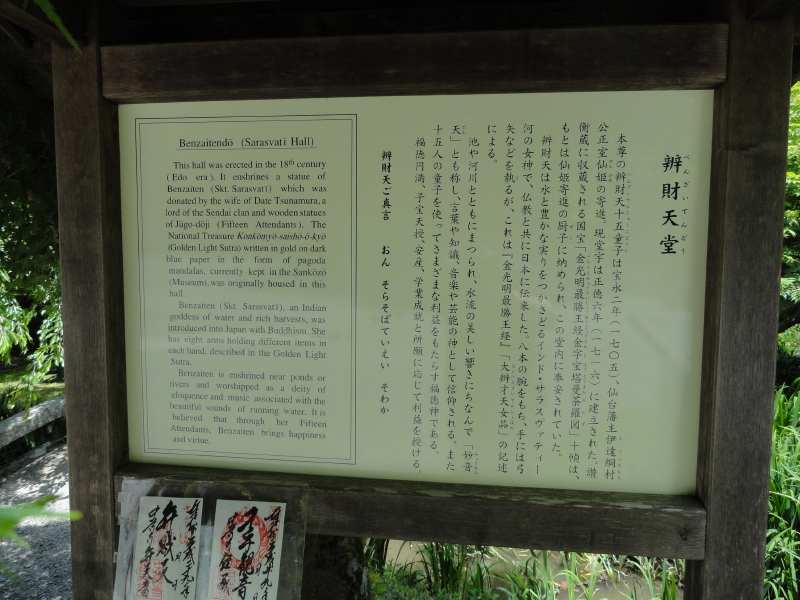 Benzaitendō (Sarasvatī Hall)
This hall was erected in the 18th century
(Edo era). It enshrines a statue of
Benzaiten (Skt. Sarasvatī) which was
donated by the wife of Date Tsunamura, a
lord of the Sendai clan and wooden statues
of Jūgo-dōji (Fifteen Attendants). The
National Treasure Konkōmyō-saishō-ō-kyō
(Golden Light Sutra) written in gold on dark
blue paper in the form of pagoda
mandalas, currently kept in the Sankōzō
(Museum), was originally housed in this
hall.
Benzaiten (Skt. Sarasvatī), an Indian
goddess of water and rich harvests, was
introduced into Japan with Buddhism. She
has eight arms holding different items in
each hand, described in the Golden Light
Sutra.
Benzaiten is enshrined near ponds or
rivers and worshipped as a deity of
eloquence and music associated with the
beautiful sounds of running water. It is
believed that through her Fifteen
Attendants, Benzaiten brings happiness
and virtue.
辨財天堂
べんざいてんどう
本尊の辨財天十五童子は宝永二年（一七〇五）、仙台藩主伊達綱村
公正室仙姫の寄進。現堂宇は正徳六年（一七一六）に建立された。讃
衡蔵に収蔵される国宝「金光明最勝王経金字宝塔曼荼羅図」十幀は、
もとは仙姫寄進の厨子に納められ、この堂内に奉安されていた。
辨財天は水と豊かな実りをつかさどるインド・サラスヴァティー
河の女神で、仏教と共に日本に伝来した。八本の腕をもち、手には弓
矢などを執るが、これは『金光明最勝王経』「大辯才天女品」の記述
による。
池や河川とともにまつられ、水流の美しい響きにちなんで「妙音
天」とも称し、言葉や知識、音楽や芸能の神として信仰される。また
十五人の童子を使ってさまざまな利益をもたらす福徳神である。
福徳円満、子宝天授、安産、学業成就と所願に応じて利益を授ける。
辨財天ご真言　おん　そらそばていえい　そわか
弁財天
千手観音